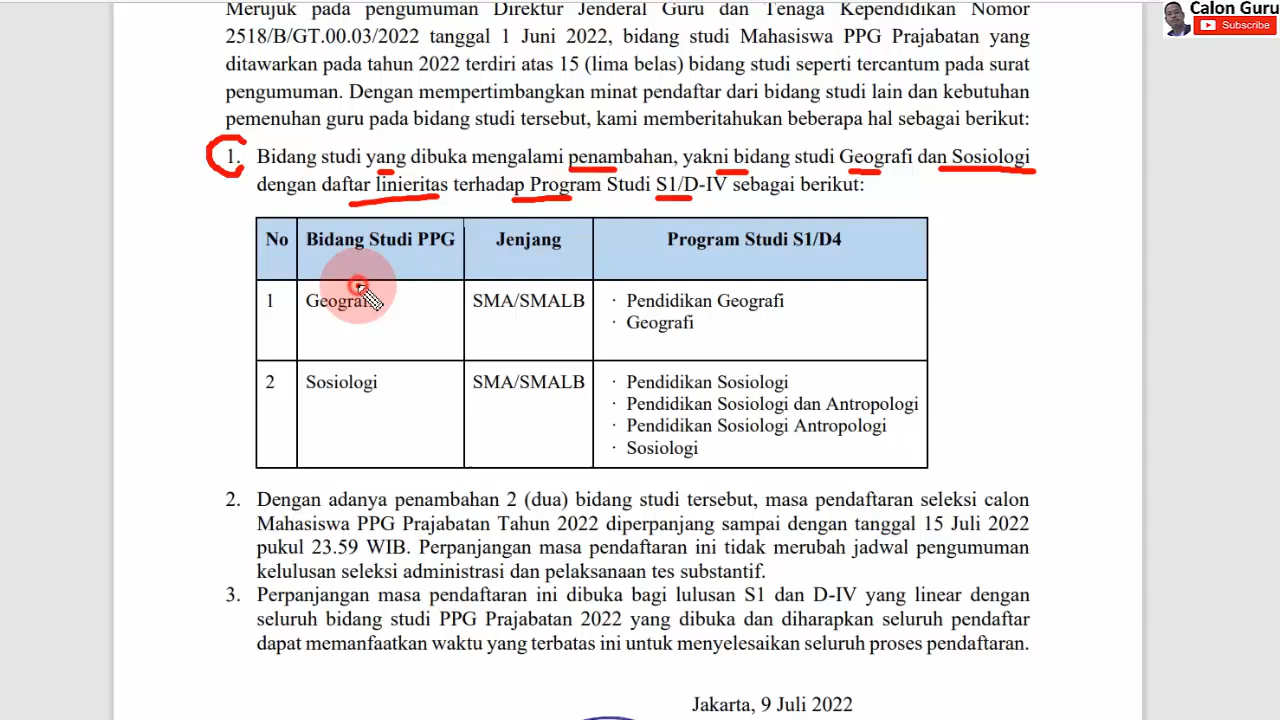 Calon Guru
Subscribe
Merujuk pada pengumuman Direktur Jenderal Guru dan Tenaga Kependidikan Nomor
2518/B/GT.00.03/2022 tanggal 1 Juni 2022, bidang studi Mahasiswa PPG Prajabatan yang
ditawarkan pada tahun 2022 terdiri atas 15 (lima belas) bidang studi seperti tercantum pada surat
pengumuman. Dengan mempertimbangkan minat pendaftar dari bidang studi lain dan kebutuhan
pemenuhan guru pada bidang studi tersebut, kami memberitahukan beberapa hal sebagai berikut:
1. Bidang studi yang dibuka mengalami penambahan, yakni bidang studi Geografi dan Sosiologi
dengan daftar linieritas terhadap Program Studi S1/D-IV sebagai berikut:
No Bidang Studi PPG Jenjang Program Studi S1/D4
1 Geografi SMA/SMALB · Pendidikan Geografi
· Geografi
2 Sosiologi SMA/SMALB · Pendidikan Sosiologi
· Pendidikan Sosiologi dan Antropologi
· Pendidikan Sosiologi Antropologi
· Sosiologi
2. Dengan adanya penambahan 2 (dua) bidang studi tersebut, masa pendaftaran seleksi calon
Mahasiswa PPG Prajabatan Tahun 2022 diperpanjang sampai dengan tanggal 15 Juli 2022
pukul 23.59 WIB. Perpanjangan masa pendaftaran ini tidak merubah jadwal pengumuman
kelulusan seleksi administrasi dan pelaksanaan tes substantif.
3. Perpanjangan masa pendaftaran ini dibuka bagi lulusan S1 dan D-IV yang linear dengan
seluruh bidang studi PPG Prajabatan 2022 yang dibuka dan diharapkan seluruh pendaftar
dapat memanfaatkan waktu yang terbatas ini untuk menyelesaikan seluruh proses pendaftaran.
Jakarta, 9 Juli 2022